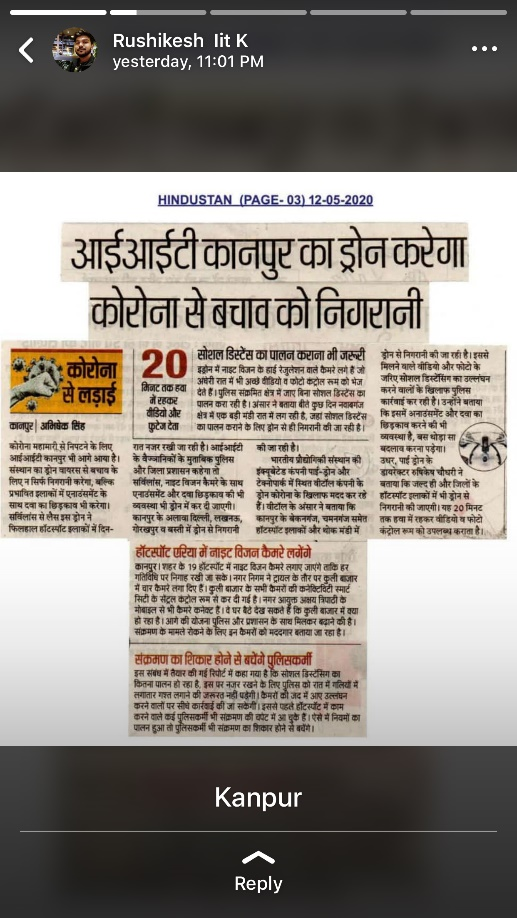 Rushikesh Iit K
yesterday, 11:01 PM
HINDUSTAN (PAGE- 03) 12-05-2020
आईआईटी कानपुर का ड्रोन करेगा
कोरोना से बचाव को निगरानी
कोरोना
से लड़ाई
कानपुर | अभिषेक सिंह
कोरोना महामारी से निपटने के लिए
आईआईटी कानपुर भी आगे आया है।
संस्थान का ड्रोन वायरस से बचाव के
लिए न सिर्फ निगरानी करेगा, बल्कि
प्रभावित इलाकों में एनाउंसमेंट के
साथ दवा का छिड़काव भी करेगा।
सर्विलांस से लैस इस ड्रोन ने
फिलहाल हॉटस्पॉट इलाकों में दिन-
20
मिनट तक हवा
में रहकर
वीडियो और
फुटेज देता
सोशल डिस्टेंस का पालन कराना भी जरूरी
इड्रोन में नाइट विजन के हाई रेजुलेशन वाले कैमरे लगे हैं जो
अंधेरी रात में भी अच्छे वीडियो व फोटो कंट्रोल रूम को भेज
देते हैं। पुलिस संक्रमित क्षेत्र में जाए बिना सोशल डिस्टेंस का
पालन करा रही है। अंसार ने बताया बीते कुछ दिन नवाबगंज
क्षेत्र में एक बड़ी मंडी रात में लग रही है, जहां सोशल डिस्टेंस
का पालन कराने के लिए ड्रोन से ही निगरानी की जा रही है।
रात नजर रखी जा रही है। आईआईटी
के वैज्ञानिकों के मुताबिक पुलिस
और जिला प्रशासन कहेगा तो
सर्विलांस, नाइट विजन कैमरे के साथ
एनाउंसमेंट और दवा छिड़काव की भी
व्यवस्था भी ड्रोन में कर दी जाएगी।
कानपुर के अलावा दिल्ली, लखनऊ,
गोरखपुर व बस्ती में ड्रोन से निगरानी
की जा रही है।
भारतीय प्रौद्योगिकी संस्थान की
इंक्यूबेटेड कंपनी पाई-ड्रोन और
टेक्नोपाक में स्थित वीटॉल कंपनी के
ड्रोन कोरोना के खिलाफ मदद कर रहे
हैं। वीटॉल के अंसार ने बताया कि
कानपुर के बेकनगंज, चमनगंज समेत
हॉटस्पॉट इलाकों और थोक मंडी में
ड्रोन से निगरानी की जा रही है। इससे
मिलने वाले वीडियो और फोटो के
जरिए सोशल डिस्टेंसिंग का उल्लंघन
करने वालों के खिलाफ पुलिस
कार्रवाई कर रही है। उन्होंने बताया
कि इसमें अनाउंसमेंट और दवा का
छिड़काव करने की भी
व्यवस्था है, बस थोड़ा सा
बदलाव करना पड़ेगा।
उधर, पाई ड्रोन के
डायरेक्टर रुषिकेष चौधरी ने
बताया कि जल्द ही और जिलों के
हॉटस्पॉट इलाकों में भी ड्रोन से
निगरानी की जाएगी। यह 20 मिनट
तक हवा में रहकर वीडियो व फोटो
कंट्रोल रूम को उपलब्ध कराता है।
हॉटस्पॉट एरिया में नाइट विजन कैमरे लगेंगे
कानपुर। शहर के 19 हॉटस्पॉट में नाइट विजन कैमरे लगाए जाएंगे ताकि हर
गतिविधि पर निगाह रखी जा सके। नगर निगम ने ट्रायल के तौर पर कुली बाजार
में चार कैमरे लगा दिए हैं। कुली बाजार के सभी कैमरों की कनेक्टिविटी स्मार्ट
सिटी के सेंट्रल कंट्रोल रूम से कर दी गई है। नगर आयुक्त अक्षय त्रिपाठी के
मोबाइल से भी कैमरे कनेक्ट हैं। वे घर बैठे देख सकते हैं कि कुली बाजार में क्या
हो रहा है। आगे की योजना पुलिस और प्रशासन के साथ मिलकर बढ़ाने की है।
संक्रमण के मामले रोकने के लिए इन कैमरों को मददगार बताया जा रहा है।
संक्रमण का शिकार होने से बचेंगे पुलिसकर्मी
इस संबंध में तैयार की गई रिपोर्ट में कहा गया है कि सोशल डिस्टेंसिंग का
कितना पालन हो रहा है, इस पर नजर रखने के लिए पुलिस को रात में गलियों में
लगातार गश्त लगाने की जरूरत नहीं पड़ेगी। कैमरों की जद में आए उल्लंघन
करने वालों पर सीधे कार्रवाई की जा सकेगी। इससे पहले हॉटस्पॉट में काम
करने वाले कई पुलिसकर्मी भी संक्रमण की चपेट में आ चुके हैं। ऐसे में नियमों का
पालन हुआ तो पुलिसकर्मी भी संक्रमण का शिकार होने से बचेंगे।
Kanpur
Reply